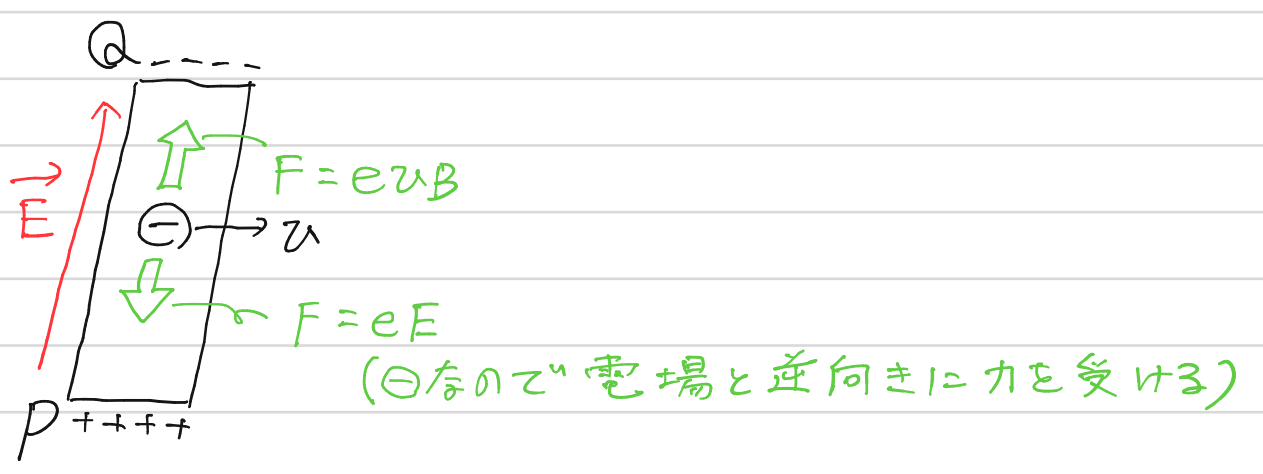 Q - - - - -
F = evB
E
⊖ → v
F = eE
(⊖なので電場と逆向きに力を受ける)
P ++++